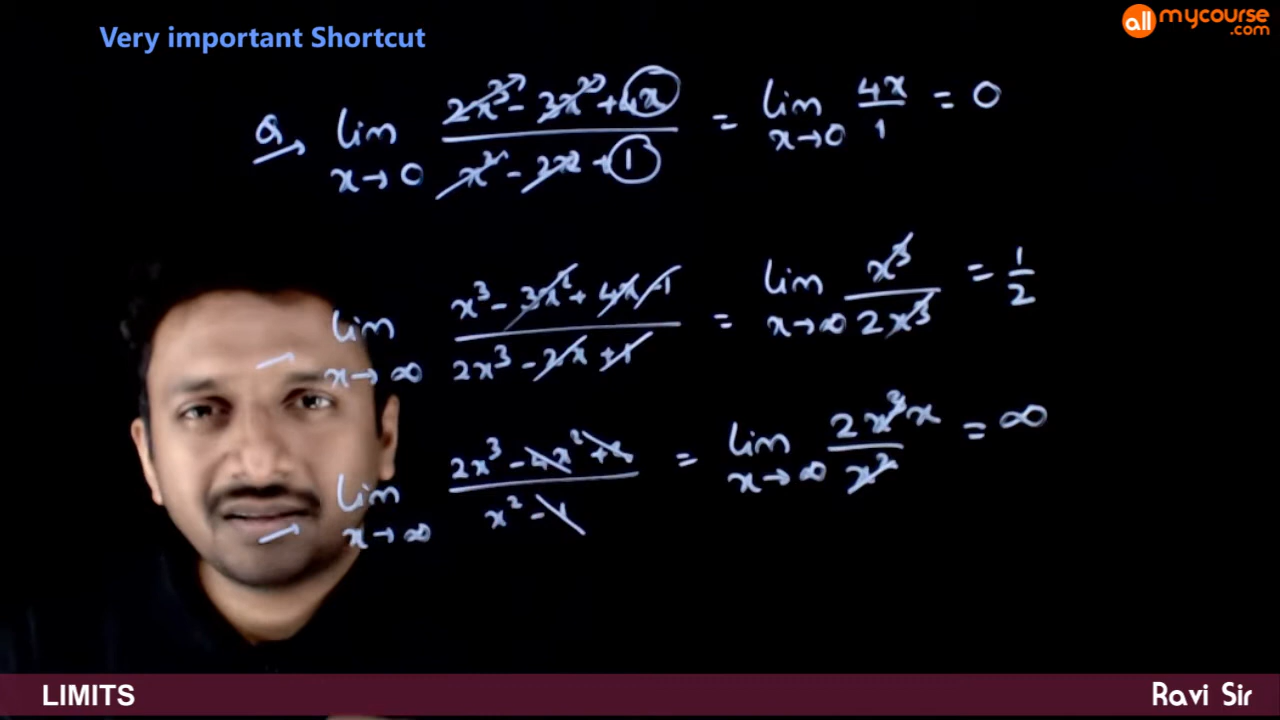 Very important Shortcut
all mycourse.com
Q → lim x→0 (2x³ - 3x² + 4x)/(x² - 2x + 1) = lim x→0 4x/1 = 0
→ lim x→∞ (x³ - 3x² + 4x - 1)/(2x³ - 2x + 1) = lim x→∞ x³/2x³ = 1/2
→ lim x→∞ (2x³ - 4x² +)/(x² - 1) = lim x→∞ 2x³ x/x² = ∞
LIMITS
Ravi Sir